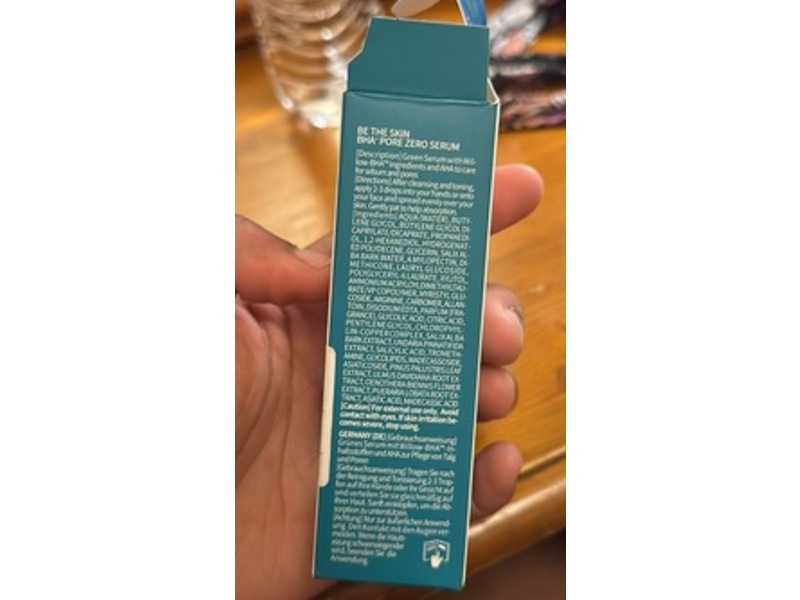 BE THE SKIN
BHA+ PORE ZERO SERUM
[Description] Green Serum with Wil-
low-BHA™ ingredients and AHA to care
for sebum and pores
[Directions] After cleansing and toning,
apply 2-3 drops into your hands or onto
your face and spread evenly over your
skin. Gently pat to help absorption.
[Ingredients] AQUA (WATER), BUTY-
LENE GLYCOL, BUTYLENE GLYCOL DI-
CAPRYLATE/DICAPRATE, PROPANEDI-
OL, 1,2-HEXANEDIOL, HYDROGENAT-
ED POLYDECENE, GLYCERIN, SALIX AL-
BA BARK WATER, AMYLOPECTIN, DI-
METHICONE, LAURYL GLUCOSIDE,
POLYGLYCERYL-6 LAURATE, XYLITOL,
AMMONIUM ACRYLOYLDIMETHYLTAU-
RATE/VP COPOLYMER, MYRISTYL GLU-
COSIDE, ARGININE, CARBOMER, ALLAN-
TOIN, DISODIUM EDTA, PARFUM (FRA-
GRANCE), GLYCOLIC ACID, CITRIC ACID,
PENTYLENE GLYCOL, CHLOROPHYL-
LIN-COPPER COMPLEX, SALIX ALBA
BARK EXTRACT, UNDARIA PINNATIFIDA
EXTRACT, SALICYLIC ACID, TROMETH-
AMINE, GLYCOLIPIDS, MADECASSOSIDE,
ASIATICOSIDE, PINUS PALUSTRIS LEAF
EXTRACT, ULMUS DAVIDIANA ROOT EX-
TRACT, OENOTHERA BIENNIS FLOWER
EXTRACT, PUERARIA LOBATA ROOT EX-
TRACT, ASIATIC ACID, MADECASSIC ACID
[Caution] For external use only. Avoid
contact with eyes. If skin irritation be-
comes severe, stop using.
GERMANY (DE) [Gebrauchsanweisung]
Grünes Serum mit Willow-BHA™-In-
haltsstoffen und AHA zur Pflege von Talg
und Poren
[Gebrauchsanweisung] Tragen Sie nach
der Reinigung und Tonisierung 2-3 Trop-
fen auf Ihre Hände oder Ihr Gesicht auf
und verteilen Sie sie gleichmäßig auf
Ihrer Haut. Sanft einklopfen, um die Ab-
sorption zu unterstützen.
[Achtung] Nur zur äußerlichen Anwend-
ung. Den Kontakt mit den Augen ver-
meiden. Wenn die Haut-
reizung schwerwiegender
wird, beenden Sie die
Anwendung.